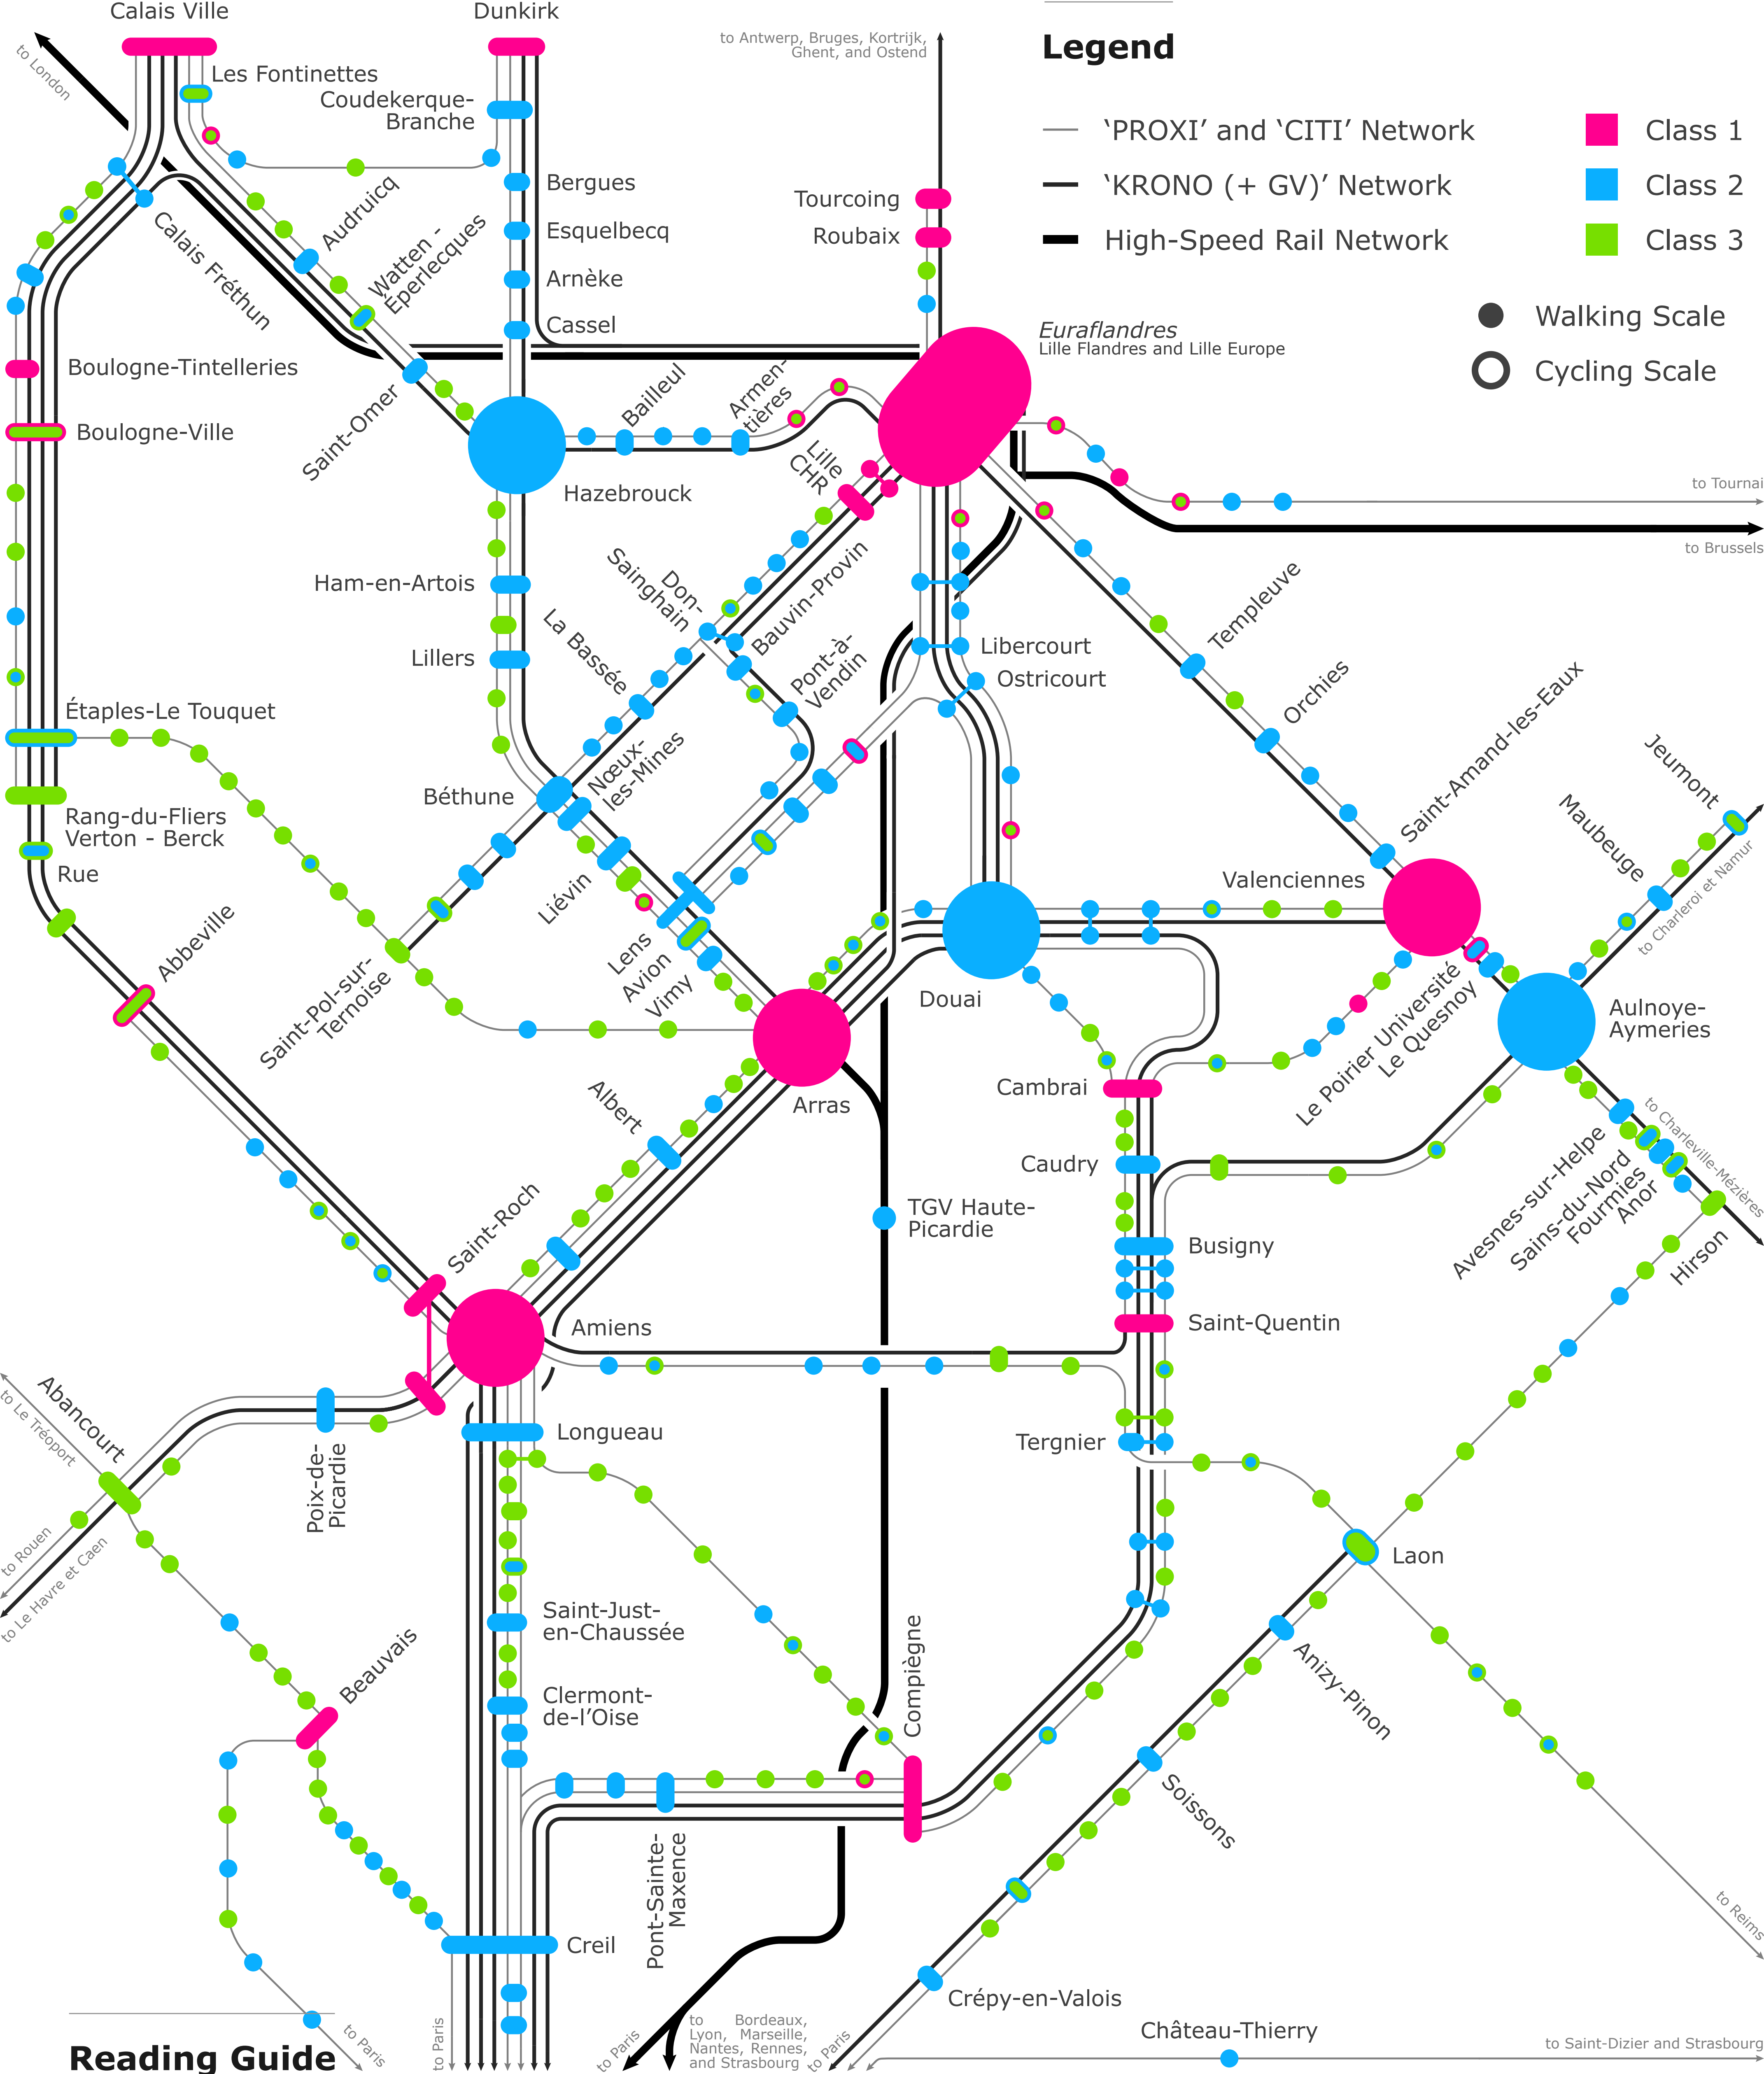 Calais Ville
Dunkirk
to London
Les Fontinettes
Coudekerque-
Branche
to Antwerp, Bruges, Kortrijk,
Ghent, and Ostend
Legend
‘PROXI’ and ‘CITI’ Network
‘KRONO (+ GV)’ Network
High-Speed Rail Network
Class 1
Class 2
Class 3
Walking Scale
Cycling Scale
Bergues
Esquelbecq
Arnèke
Cassel
Tourcoing
Roubaix
Audruicq
Watten -
Éperlecques
Calais Fréthun
Euraflandres
Lille Flandres and Lille Europe
Boulogne-Tintelleries
Boulogne-Ville
Saint-Omer
Bailleul
Armen-
tières
Lille
CHR
Hazebrouck
to Tournai
to Brussels
Ham-en-Artois
Lillers
La Bassée
Don-
Sainghain
Bauvin-Provin
Pont-à-
Vendin
Libercourt
Ostricourt
Templeuve
Orchies
Saint-Amand-les-Eaux
Étaples-Le Touquet
Rang-du-Fliers
Verton - Berck
Rue
Béthune
Nœux-
les-Mines
Liévin
Lens
Avion
Vimy
Valenciennes
Maubeuge
Jeumont
to Charleroi et Namur
Abbeville
Saint-Pol-sur-
Ternoise
Douai
Le Poirier Université
Le Quesnoy
Aulnoye-
Aymeries
Arras
Cambrai
Albert
Caudry
Avesnes-sur-Helpe
Sains-du-Nord
Fourmies
Anor
Hirson
to Charleville-Mézières
TGV Haute-
Picardie
Busigny
Saint-Roch
Amiens
Saint-Quentin
Abancourt
to Le Tréoport
to Rouen
to Le Havre et Caen
Poix-de-
Picardie
Longueau
Tergnier
Laon
Saint-Just-
en-Chaussée
Clermont-
de-l’Oise
Beauvais
Compiègne
Anizy-Pinon
Soissons
Pont-Sainte-
Maxence
Creil
to Reims
Crépy-en-Valois
Château-Thierry
to Saint-Dizier and Strasbourg
to Paris
to Paris
to Paris
to Bordeaux,
Lyon, Marseille,
Nantes, Rennes,
and Strasbourg
to Paris
Reading Guide